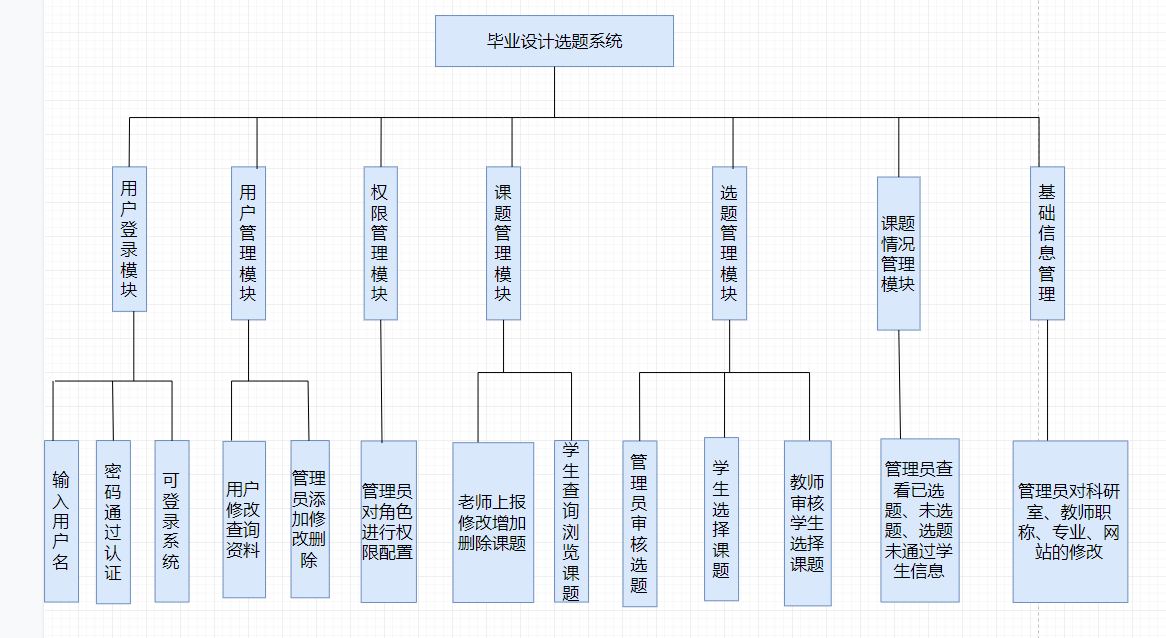 毕业设计选题系统
用户登录模块
用户管理模块
权限管理模块
课题管理模块
选题管理模块
课题
情况
管理
模块
基础信息管理
输入用户名
密码通过认证
可登录系统
用户
修改
查询
资料
管理
员添
加修
改删
除
管理员
对角色
进行权
限配置
老师上报
修改增加
删除课题
学生查询浏览课题
管理员审核选题
学生选择课题
教师
审核
学生
选择
课题
管理员查
看已选
题、未选
题、选题
未通过学
生信息
管理员对科研
室、教师职
称、专业、网
站的修改